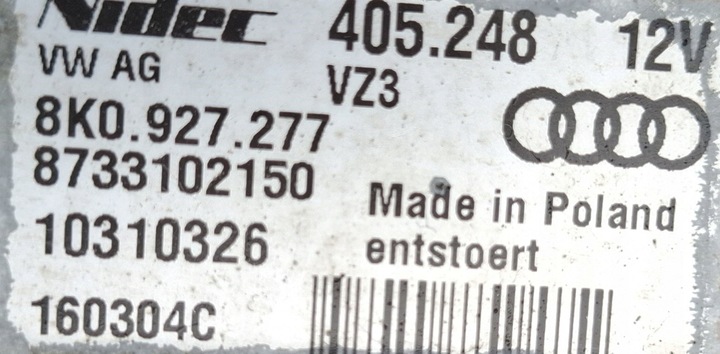 Nidec 405.248 12V
VW AG VZ3
8K0.927.277
8733102150
Made in Poland
10310326
entstoert
160304C